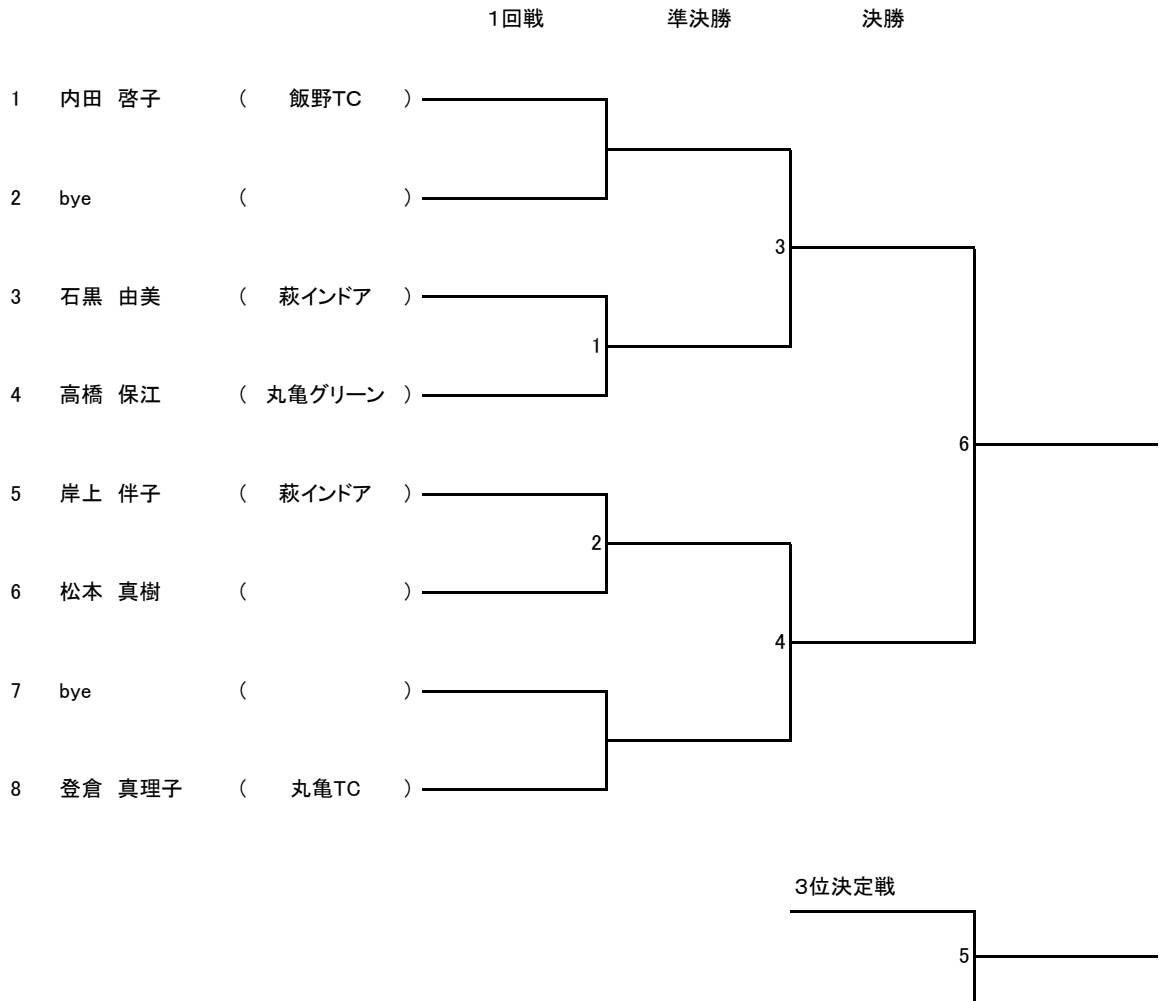 １回戦　準決勝　決勝
1　内田　啓子　（　飯野TC　）
2　bye　（　　）
3　石黒　由美　（　萩インドア　）
3
1
4　高橋　保江　（　丸亀グリーン　）
6
5　岸上　伴子　（　萩インドア　）
2
6　松本　真樹　（　　）
4
7　bye　（　　）
8　登倉　真理子　（　丸亀TC　）
３位決定戦
5